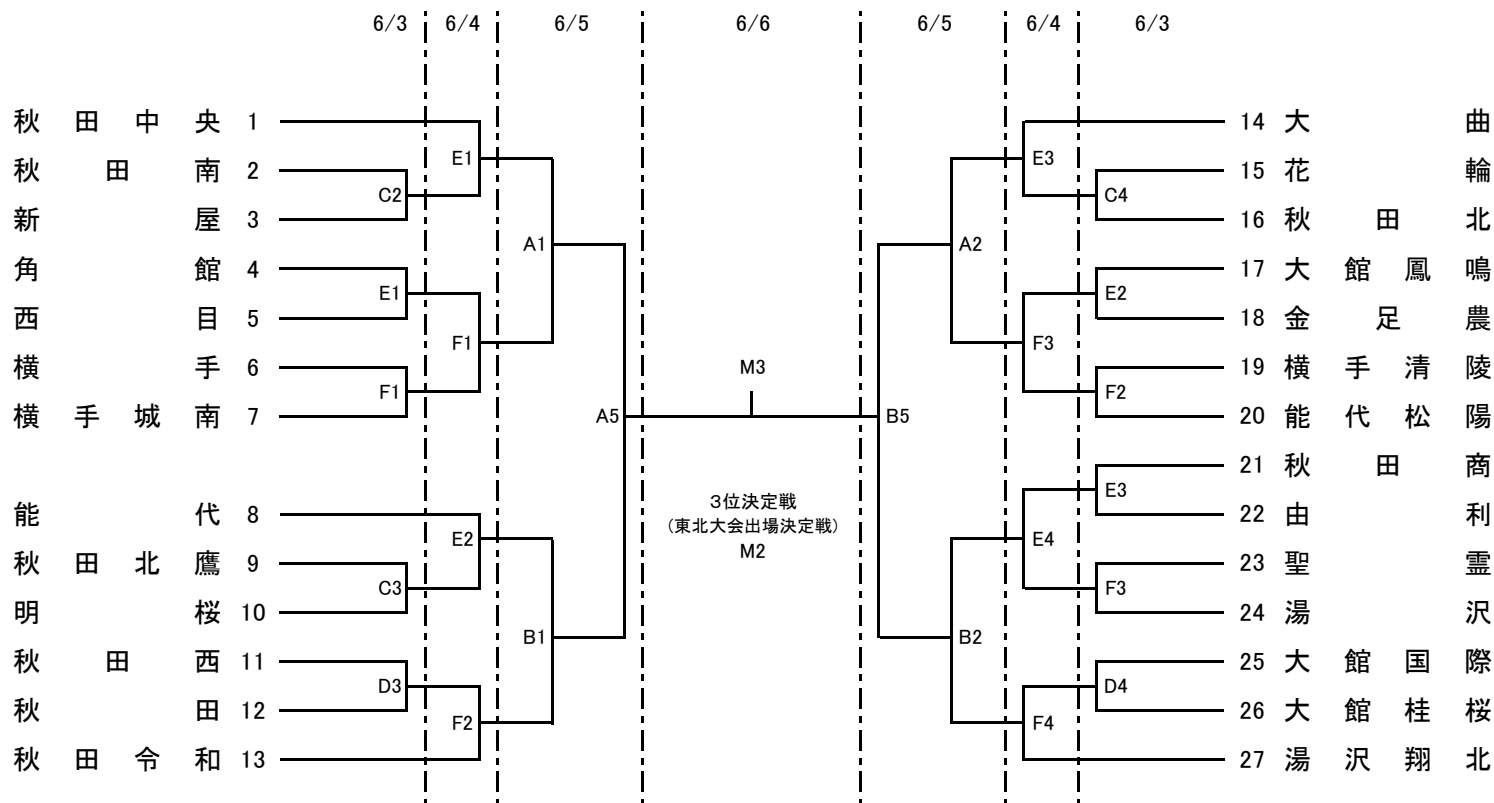 6/3 6/4 6/5 6/6 6/5 6/4 6/3
秋田中央 1
E1
秋田南 2
C2
新屋 3
A1
角館 4
E1
西目 5
F1
横手 6
F1
横手城南 7
A5
能代 8
E2
秋田北鷹 9
C3
明桜 10
B1
秋田西 11
D3
秋田 12
F2
秋田令和 13
M3
3位決定戦
(東北大会出場決定戦)
M2
14 大曲
E3
15 花輪
C4
16 秋田北
A2
17 大館鳳鳴
E2
18 金足農
F3
19 横手清陵
F2
20 能代松陽
B5
21 秋田商
E3
22 由利
E4
23 聖霊
F3
24 湯沢
B2
25 大館国際
D4
26 大館桂桜
F4
27 湯沢翔北